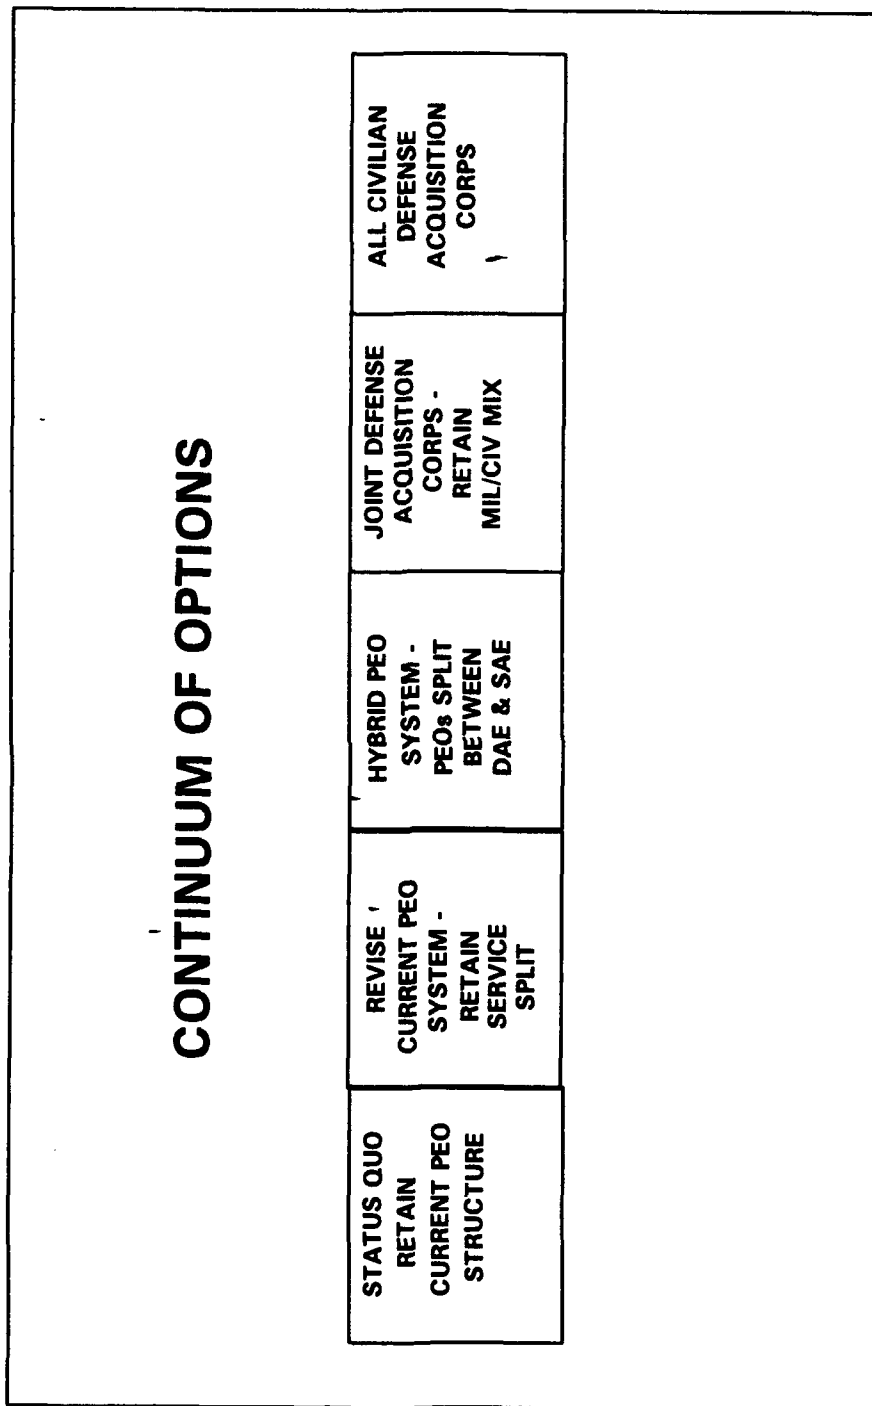 CONTINUUM OF OPTIONS
STATUS QUO
RETAIN
CURRENT PEO
STRUCTURE
REVISE
CURRENT PEO
SYSTEM -
RETAIN
SERVICE
SPLIT
HYBRID PEO
SYSTEM -
PEOs SPLIT
BETWEEN
DAE & SAE
JOINT DEFENSE
ACQUISITION
CORPS -
RETAIN
MIL/CIV MIX
ALL CIVILIAN
DEFENSE
ACQUISITION
CORPS